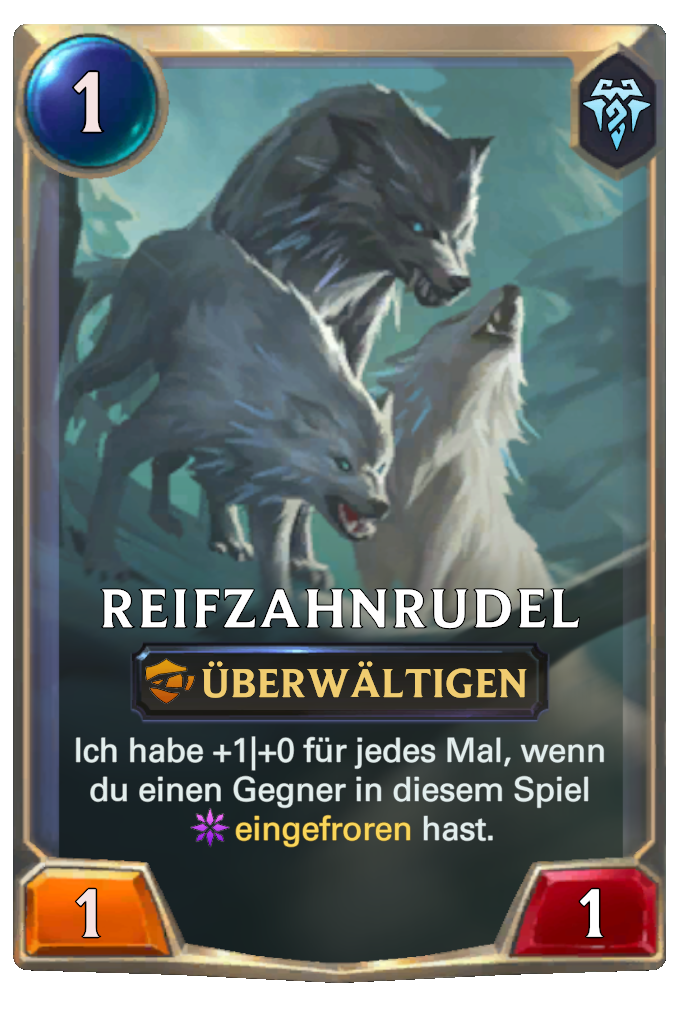 1
REIFZAHNRUDEL
ÜBERWÄLTIGEN
Ich habe +1|+0 für jedes Mal, wenn
du einen Gegner in diesem Spiel
eingefroren hast.
1
1